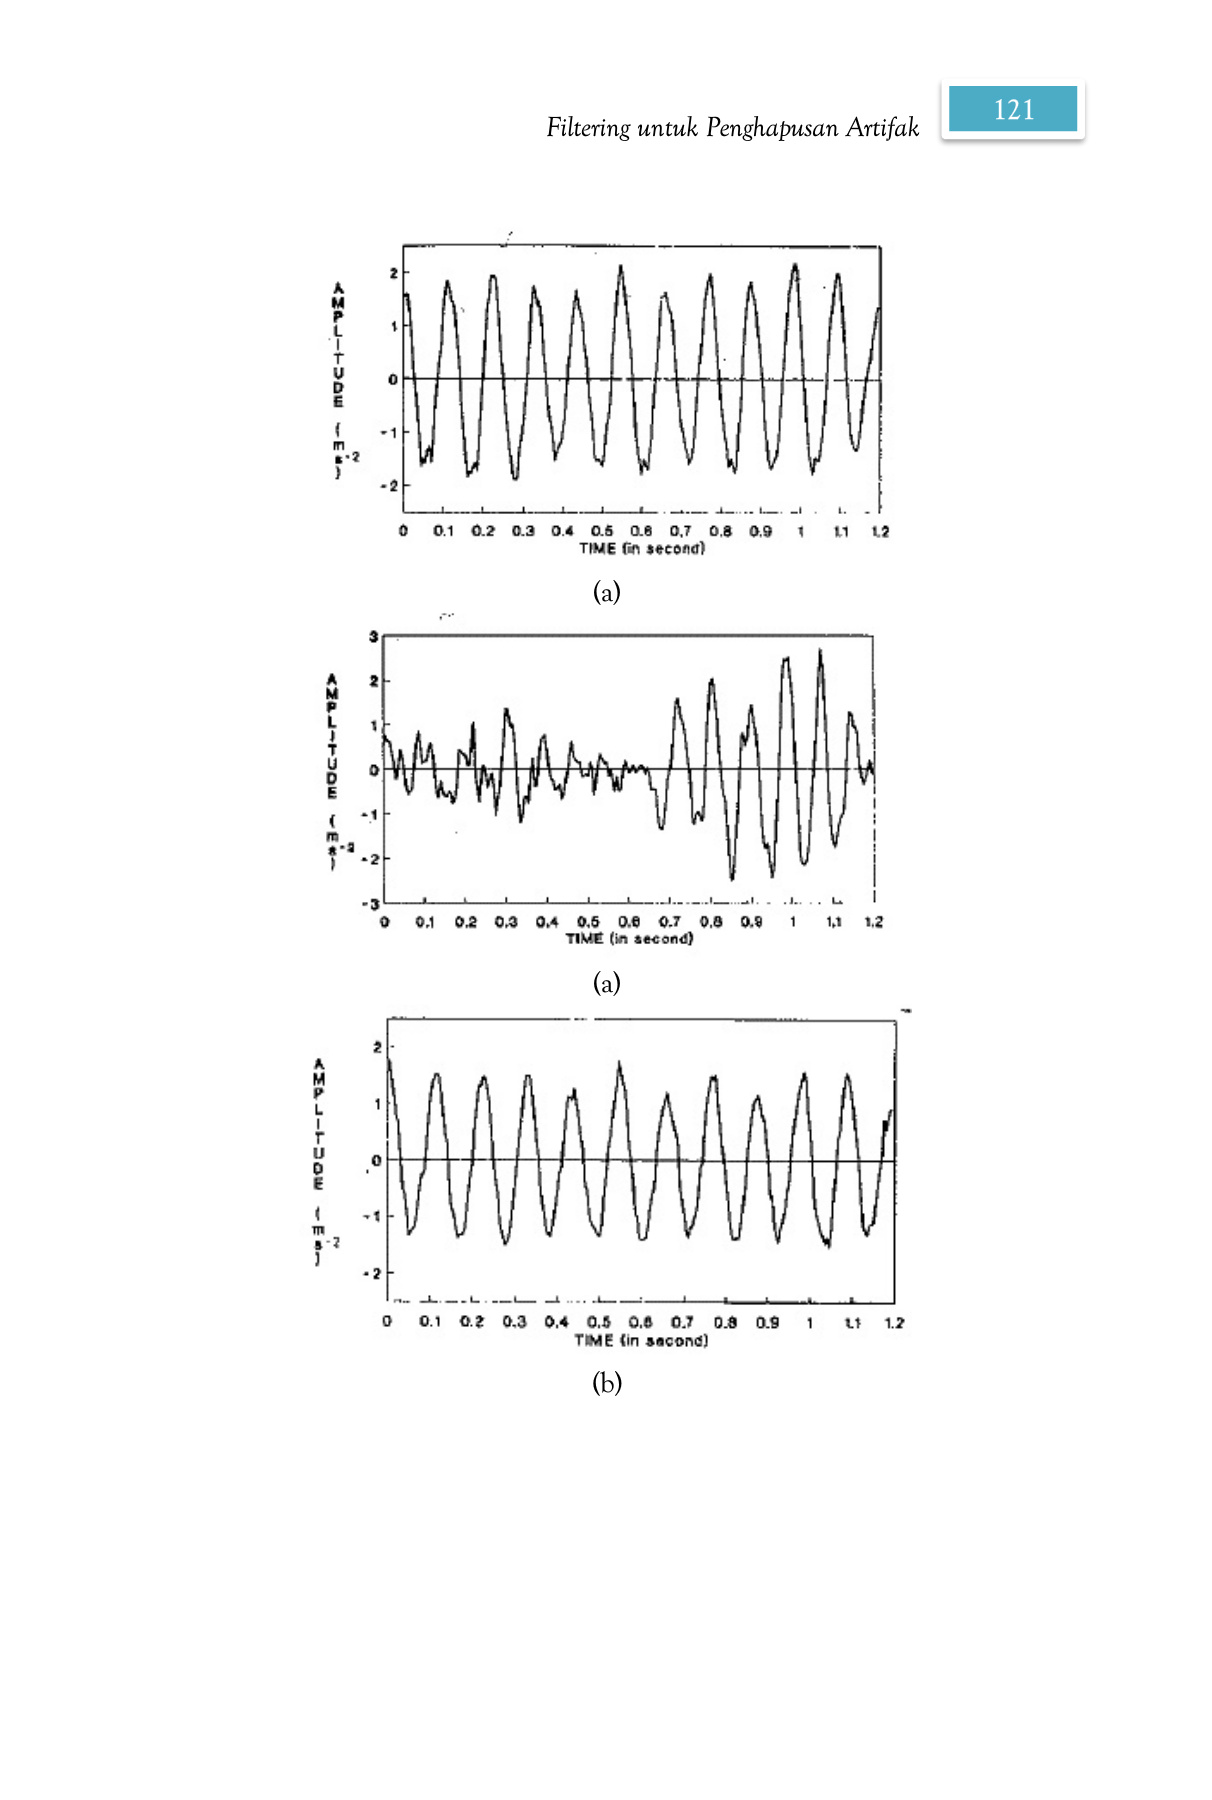 Filtering untuk Penghapusan Artifak
121
AMPLITUDE (ms⁻²)
2
1
0
-1
-2
0 0.1 0.2 0.3 0.4 0.5 0.6 0.7 0.8 0.9 1 1.1 1.2
TIME (in second)
(a)
AMPLITUDE (ms⁻²)
3
2
1
0
-1
-2
-3
0 0.1 0.2 0.3 0.4 0.5 0.6 0.7 0.8 0.9 1 1.1 1.2
TIME (in second)
(a)
AMPLITUDE (ms⁻²)
2
1
0
-1
-2
0 0.1 0.2 0.3 0.4 0.5 0.6 0.7 0.8 0.9 1 1.1 1.2
TIME (in second)
(b)